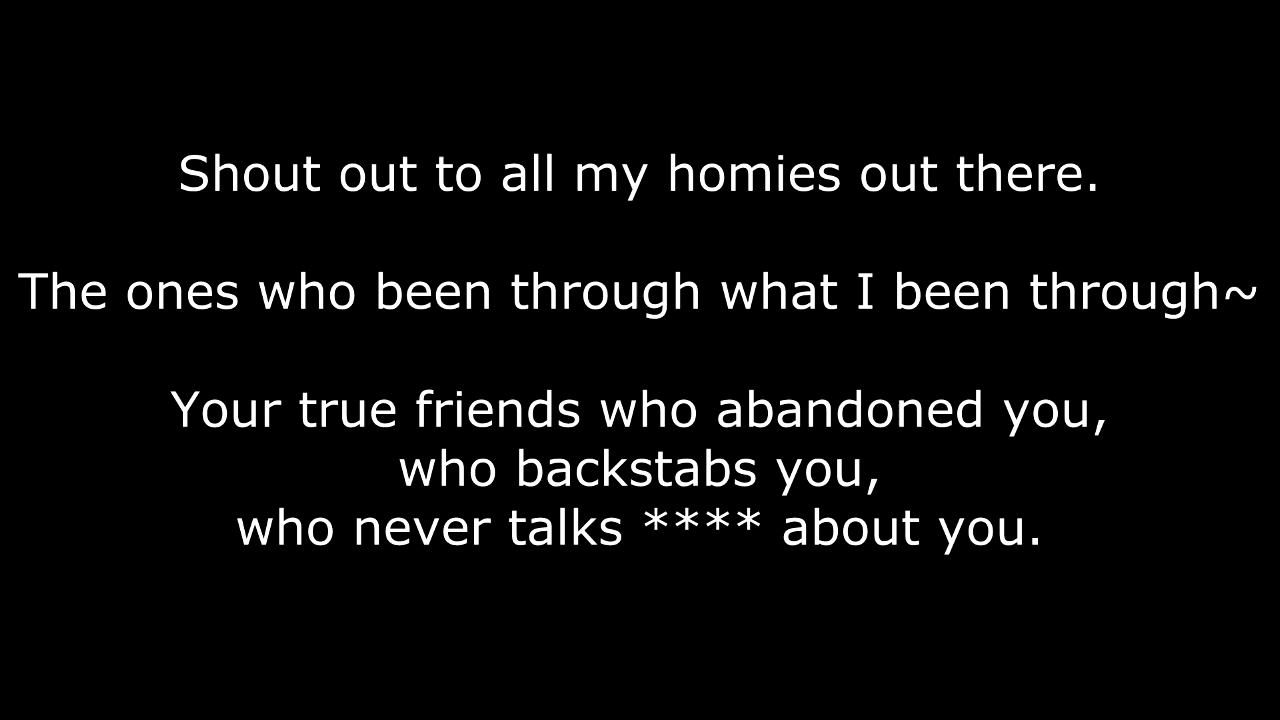 Shout out to all my homies out there.
The ones who been through what I been through~
Your true friends who abandoned you,
who backstabs you,
who never talks **** about you.